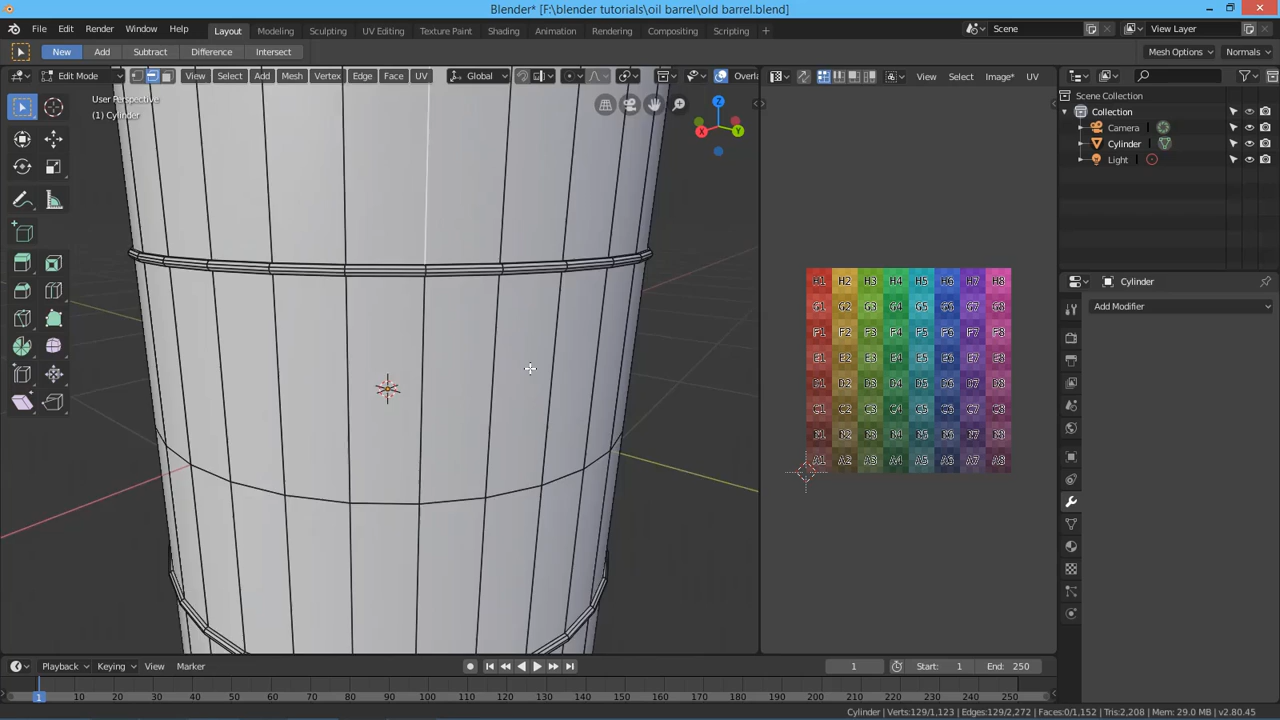 Blender* [F:\blender tutorials\oil barrel\old barrel.blend]
File Edit Render Window Help Layout Modeling Sculpting UV Editing Texture Paint Shading Animation Rendering Compositing Scripting + Scene View Layer
New Add Subtract Difference Intersect Mesh Options Normals
Edit Mode View Select Add Mesh Vertex Edge Face UV Global Overla View Select Image* UV
User Perspective
(1) Cylinder
Z
X Y
Scene Collection
Collection
Camera
Cylinder
Light
Cylinder
Add Modifier
H1 H2 H3 H4 H5 H6 H7 H8
G1 G2 G3 G4 G5 G6 G7 G8
F1 F2 F3 F4 F5 F6 F7 F8
E1 E2 E3 E4 E5 E6 E7 E8
D1 D2 D3 D4 D5 D6 D7 D8
C1 C2 C3 C4 C5 C6 C7 C8
B1 B2 B3 B4 B5 B6 B7 B8
A1 A2 A3 A4 A5 A6 A7 A8
Playback Keying View Marker 1 Start: 1 End: 250
1 10 20 30 40 50 60 70 80 90 100 110 120 130 140 150 160 170 180 190 200 210 220 230 240 250
Cylinder | Verts:129/1,123 | Edges:129/2,272 | Faces:0/1,152 | Tris:2,208 | Mem: 29.0 MB | v2.80.45